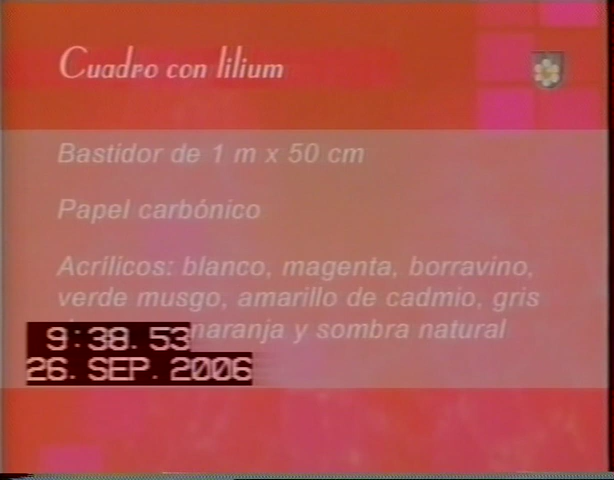 Cuadro con lilium
Bastidor de 1 m x 50 cm
Papel carbónico
Acrílicos: blanco, magenta, borravino,
verde musgo, amarillo de cadmio, gris
naranja y sombra natural
9:38.53
26. SEP. 2006